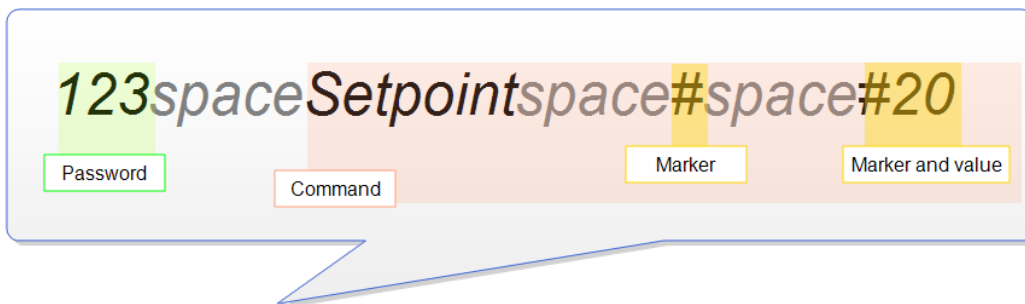 123spaceSetpointspace#space#20
Password
Command
Marker
Marker and value